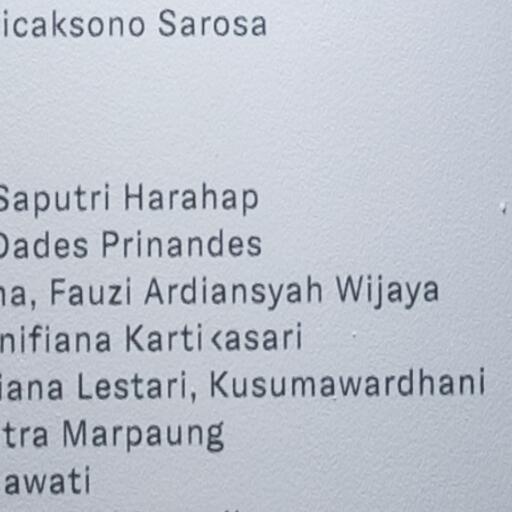 icaksono Sarosa
Saputri Harahap
Dades Prinandes
na, Fauzi Ardiansyah Wijaya
nifiana Kartikasari
iana Lestari, Kusumawardhani
tra Marpaung
awati